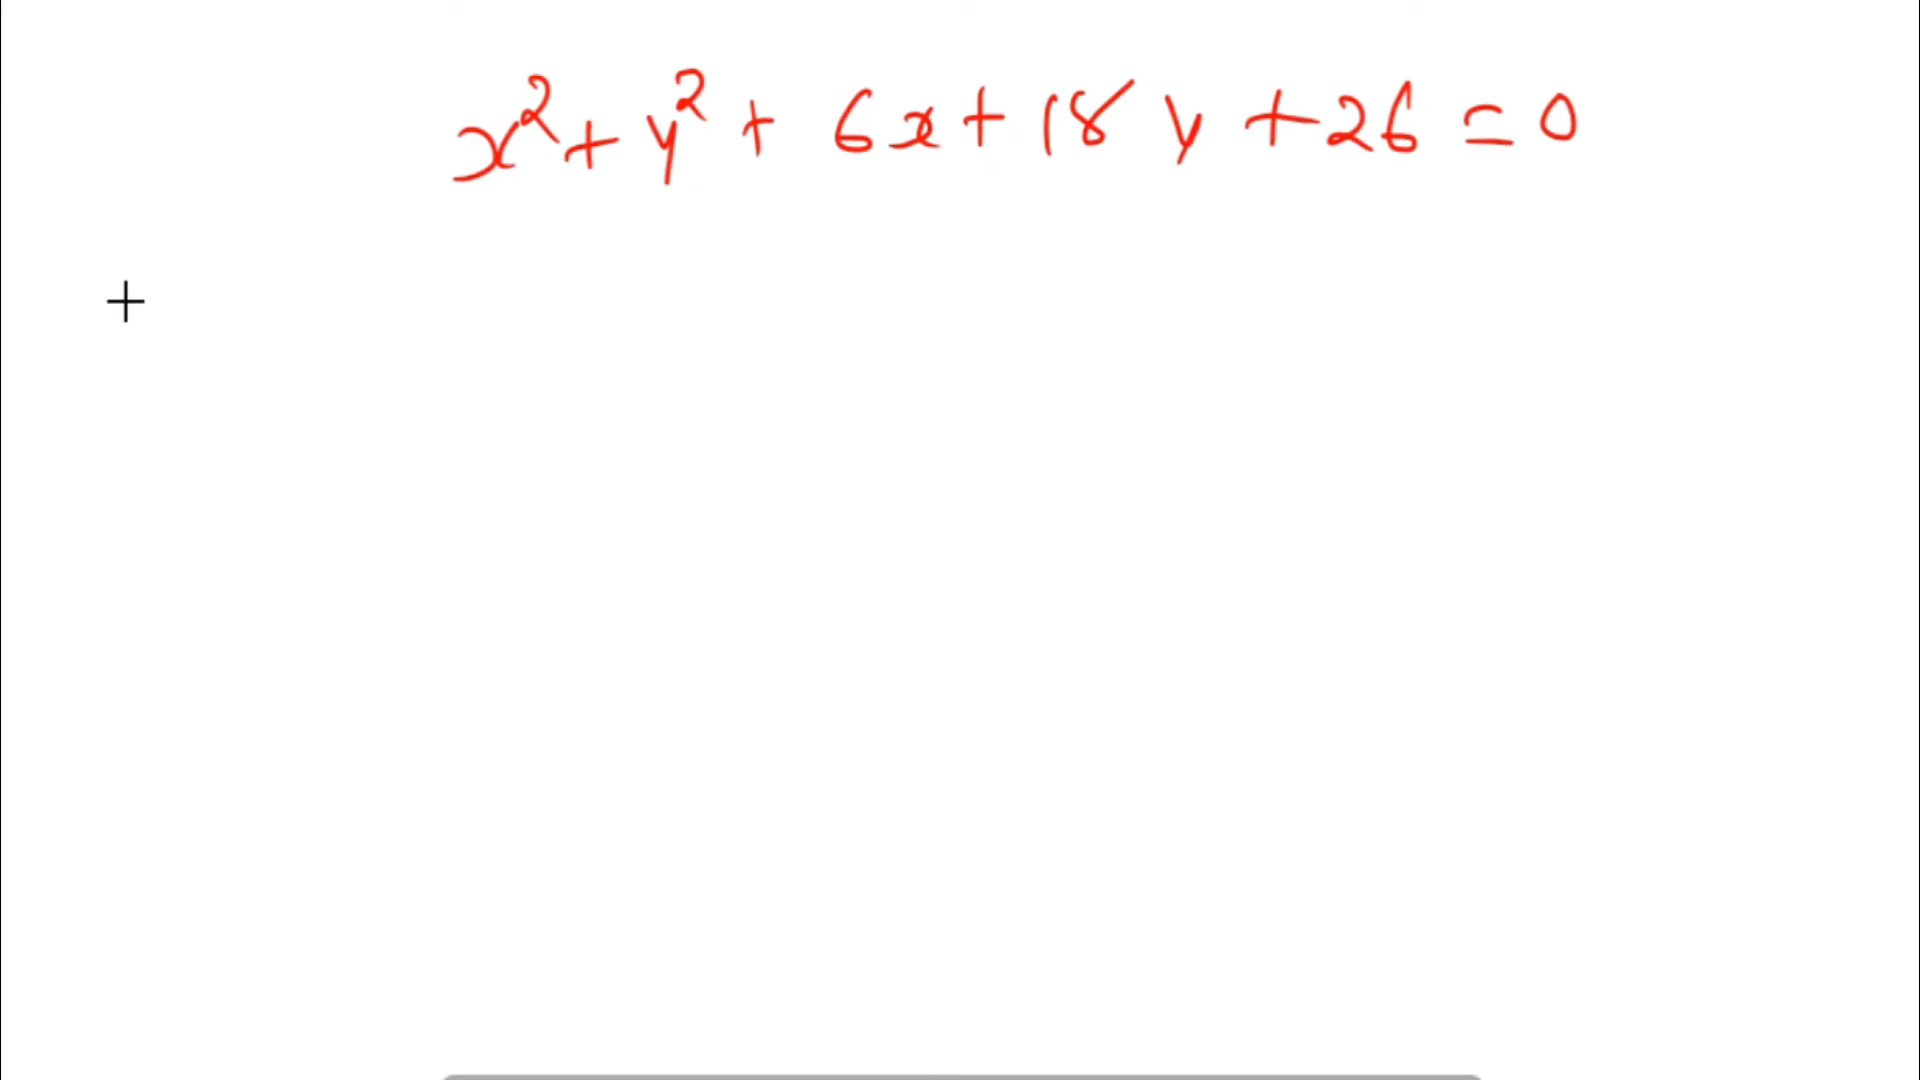 x² + y² + 6x + 18y + 26 = 0